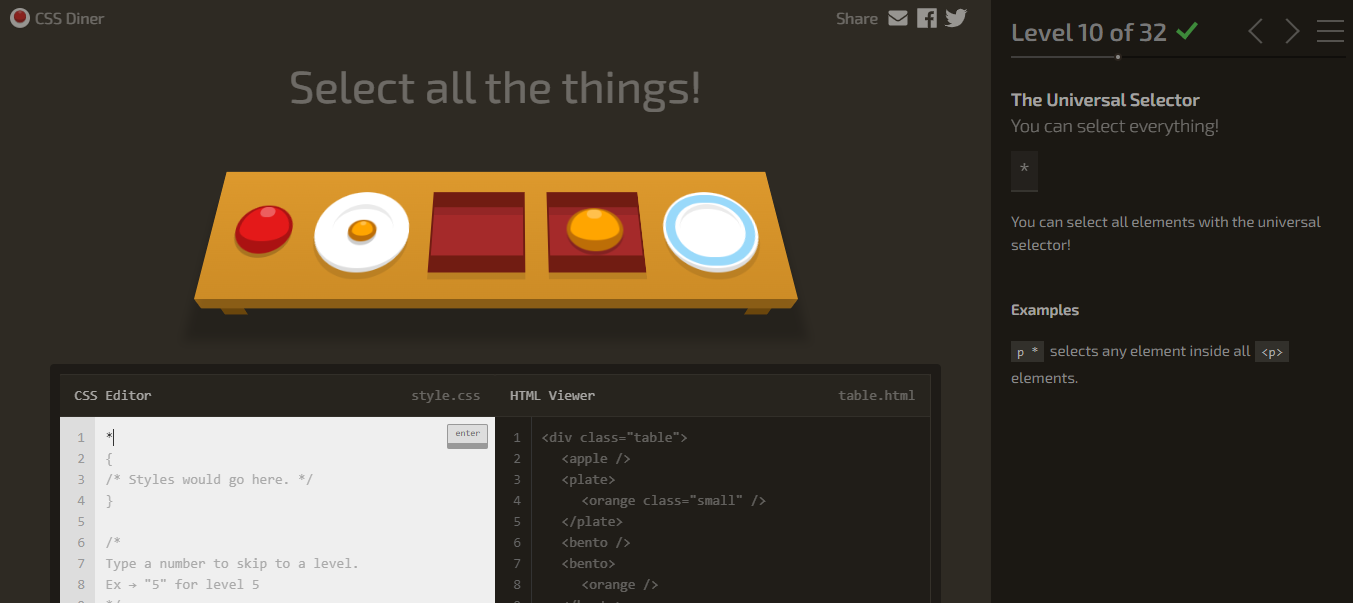 CSS Diner
Share
Select all the things!
Level 10 of 32
The Universal Selector
You can select everything!
*
You can select all elements with the universal
selector!
Examples
p * selects any element inside all <p>
elements.
CSS Editor
style.css
HTML Viewer
table.html
enter
1 *
2 {
3 /* Styles would go here. */
4 }
5
6 /*
7 Type a number to skip to a level.
8 Ex → "5" for level 5
1 <div class="table">
2 <apple />
3 <plate>
4 <orange class="small" />
5 </plate>
6 <bento />
7 <bento>
8 <orange />